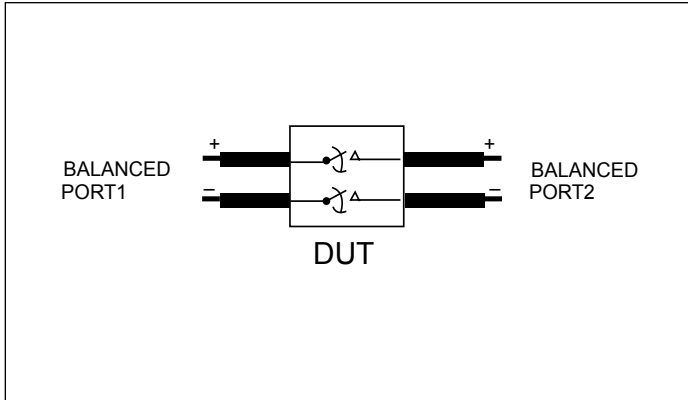 + +
BALANCED
PORT1
BALANCED
PORT2
− −
DUT